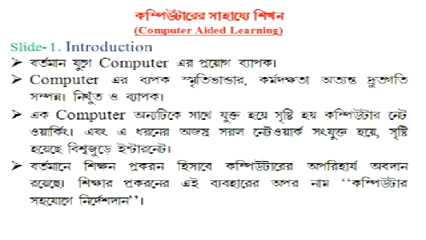 কম্পিউটারের সাহায্যে শিখন
(Computer Aided Learning)
Slide-1. Introduction
➢ বর্তমান যুগে Computer এর প্রয়োগ ব্যাপক।
➢ Computer এর ব্যপক স্মৃতিভান্ডার, কর্মদক্ষতা অত্যন্ত দ্রুতগতি
সম্পন্ন। নিখুঁত ও ব্যাপক।
➢ এক Computer অন্যটিকে সাথে যুক্ত হয়ে সৃষ্টি হয় কম্পিউটার নেট
ওয়ার্কিং। এবং এ ধরনের অজস্র সরল নেটওয়ার্ক সংযুক্ত হয়ে, সৃষ্টি
হয়েছে বিশ্বজুড়ে ইন্টারনেট।
➢ বর্তমানে শিক্ষন প্রকরন হিসাবে কম্পিউটারের অপরিহার্য অবদান
রয়েছে। শিক্ষার প্রকরনের এই ব্যবহারের অপর নাম ‘‘কম্পিউটার
সহযোগে নির্দেশদান’’।